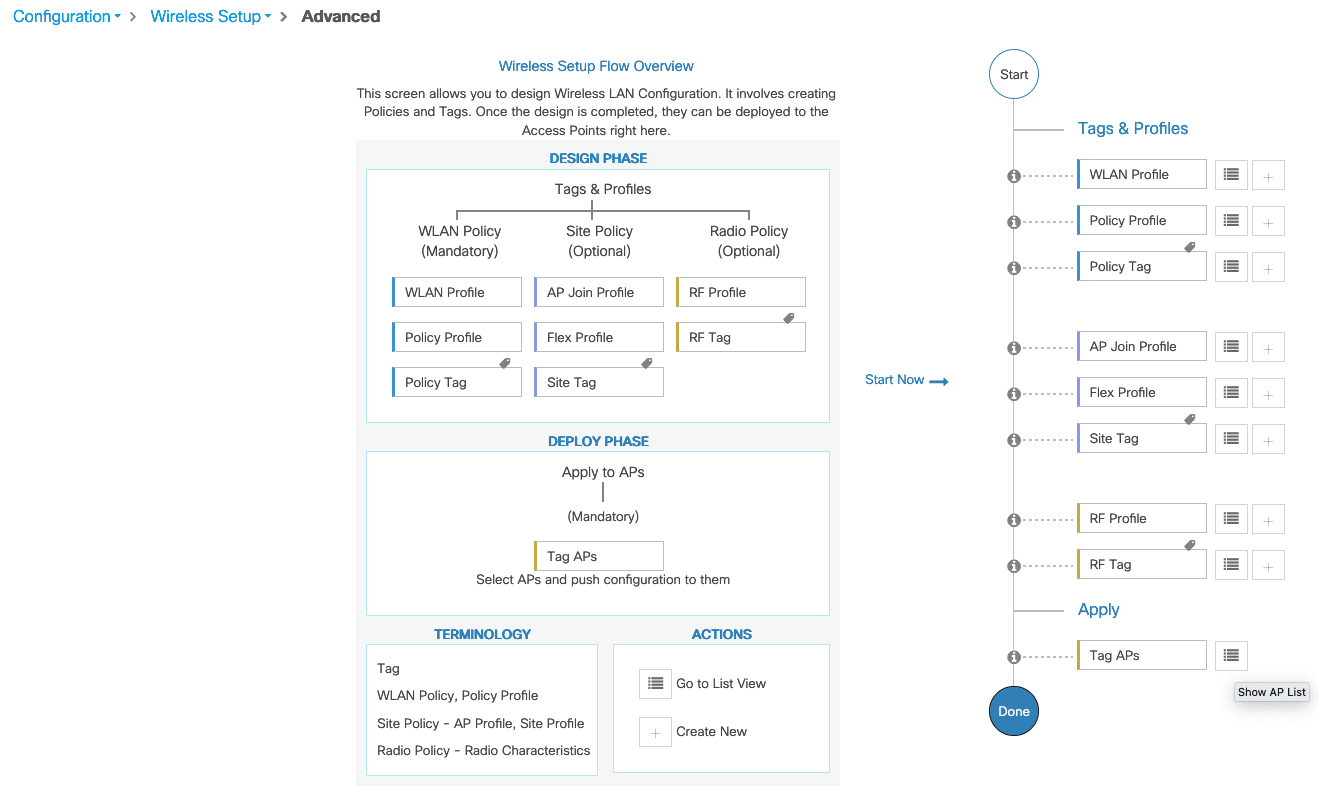 Configuration > Wireless Setup > Advanced
Wireless Setup Flow Overview
This screen allows you to design Wireless LAN Configuration. It involves creating
Policies and Tags. Once the design is completed, they can be deployed to the
Access Points right here.
DESIGN PHASE
Tags & Profiles
WLAN Policy
(Mandatory)
Site Policy
(Optional)
Radio Policy
(Optional)
WLAN Profile
AP Join Profile
RF Profile
Policy Profile
Flex Profile
RF Tag
Policy Tag
Site Tag
DEPLOY PHASE
Apply to APs
(Mandatory)
Tag APs
Select APs and push configuration to them
TERMINOLOGY
Tag
WLAN Policy, Policy Profile
Site Policy - AP Profile, Site Profile
Radio Policy - Radio Characteristics
ACTIONS
Go to List View
Create New
Start Now
Start
Tags & Profiles
WLAN Profile
Policy Profile
Policy Tag
AP Join Profile
Flex Profile
Site Tag
RF Profile
RF Tag
Apply
Tag APs
Show AP List
Done